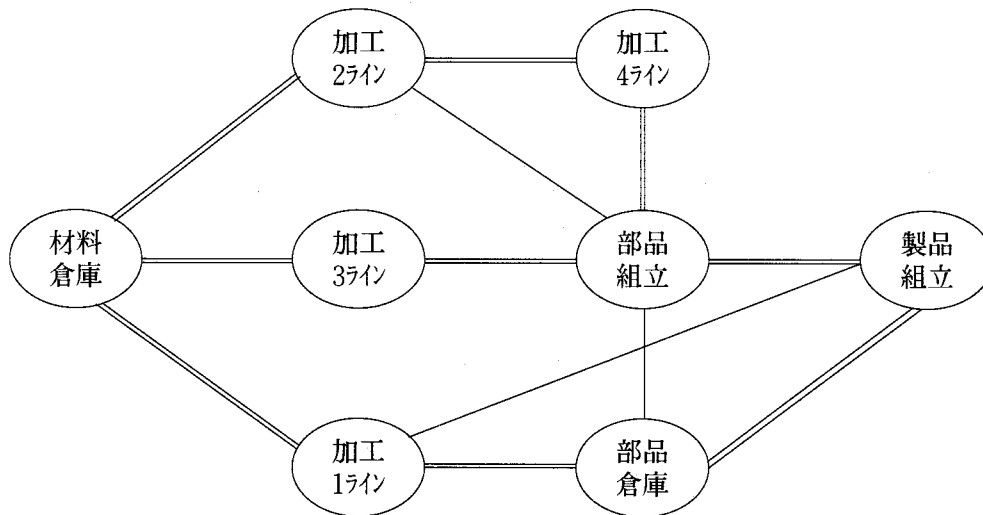 加工
2ライン
加工
4ライン
材料
倉庫
加工
3ライン
部品
組立
製品
組立
加工
1ライン
部品
倉庫